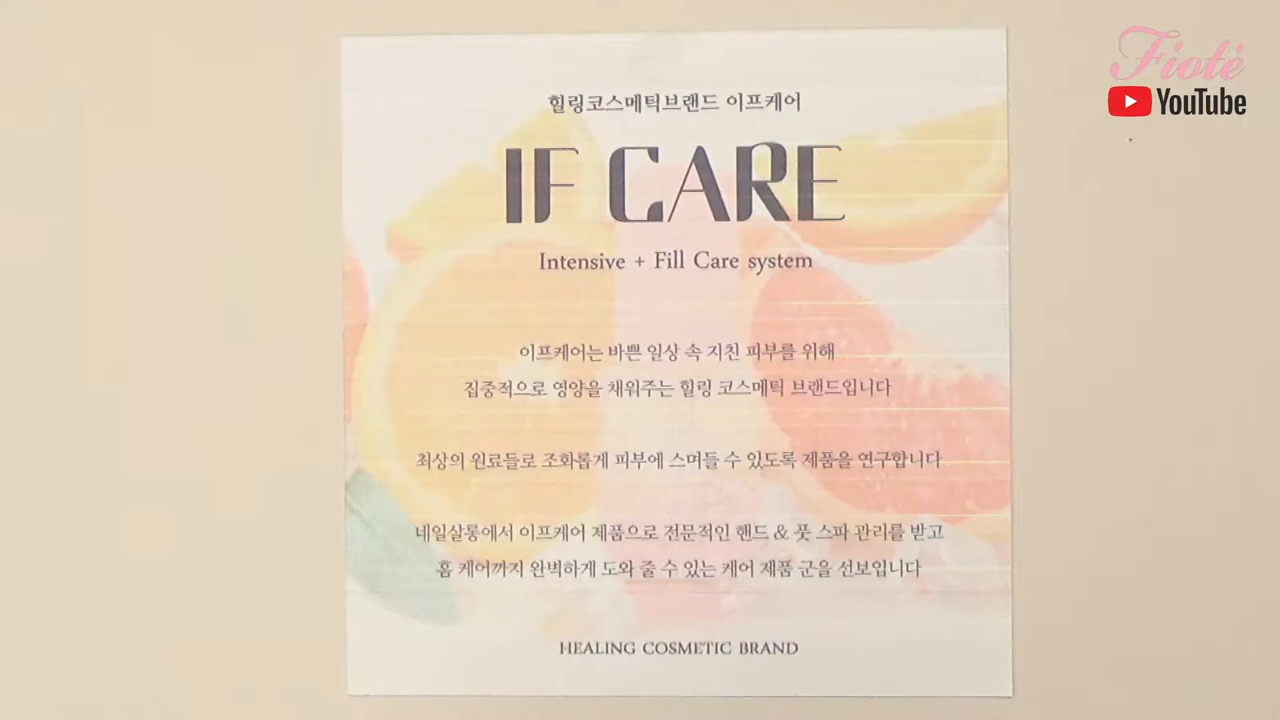 Fiotê
YouTube
힐링코스메틱브랜드 이프케어
IF CARE
Intensive + Fill Care system
이프케어는 바쁜 일상 속 지친 피부를 위해
집중적으로 영양을 채워주는 힐링 코스메틱 브랜드입니다
최상의 원료들로 조화롭게 피부에 스며들 수 있도록 제품을 연구합니다
네일살롱에서 이프케어 제품으로 전문적인 핸드 & 풋 스파 관리를 받고
홈 케어까지 완벽하게 도와 줄 수 있는 케어 제품 군을 선보입니다
HEALING COSMETIC BRAND